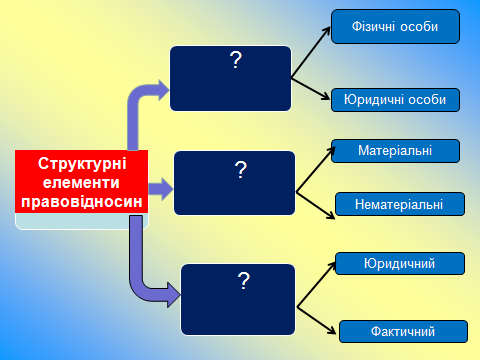 ?
Фізичні особи
Юридичні особи
Структурні
елементи
правовідносин
?
Матеріальні
Нематеріальні
?
Юридичний
Фактичний